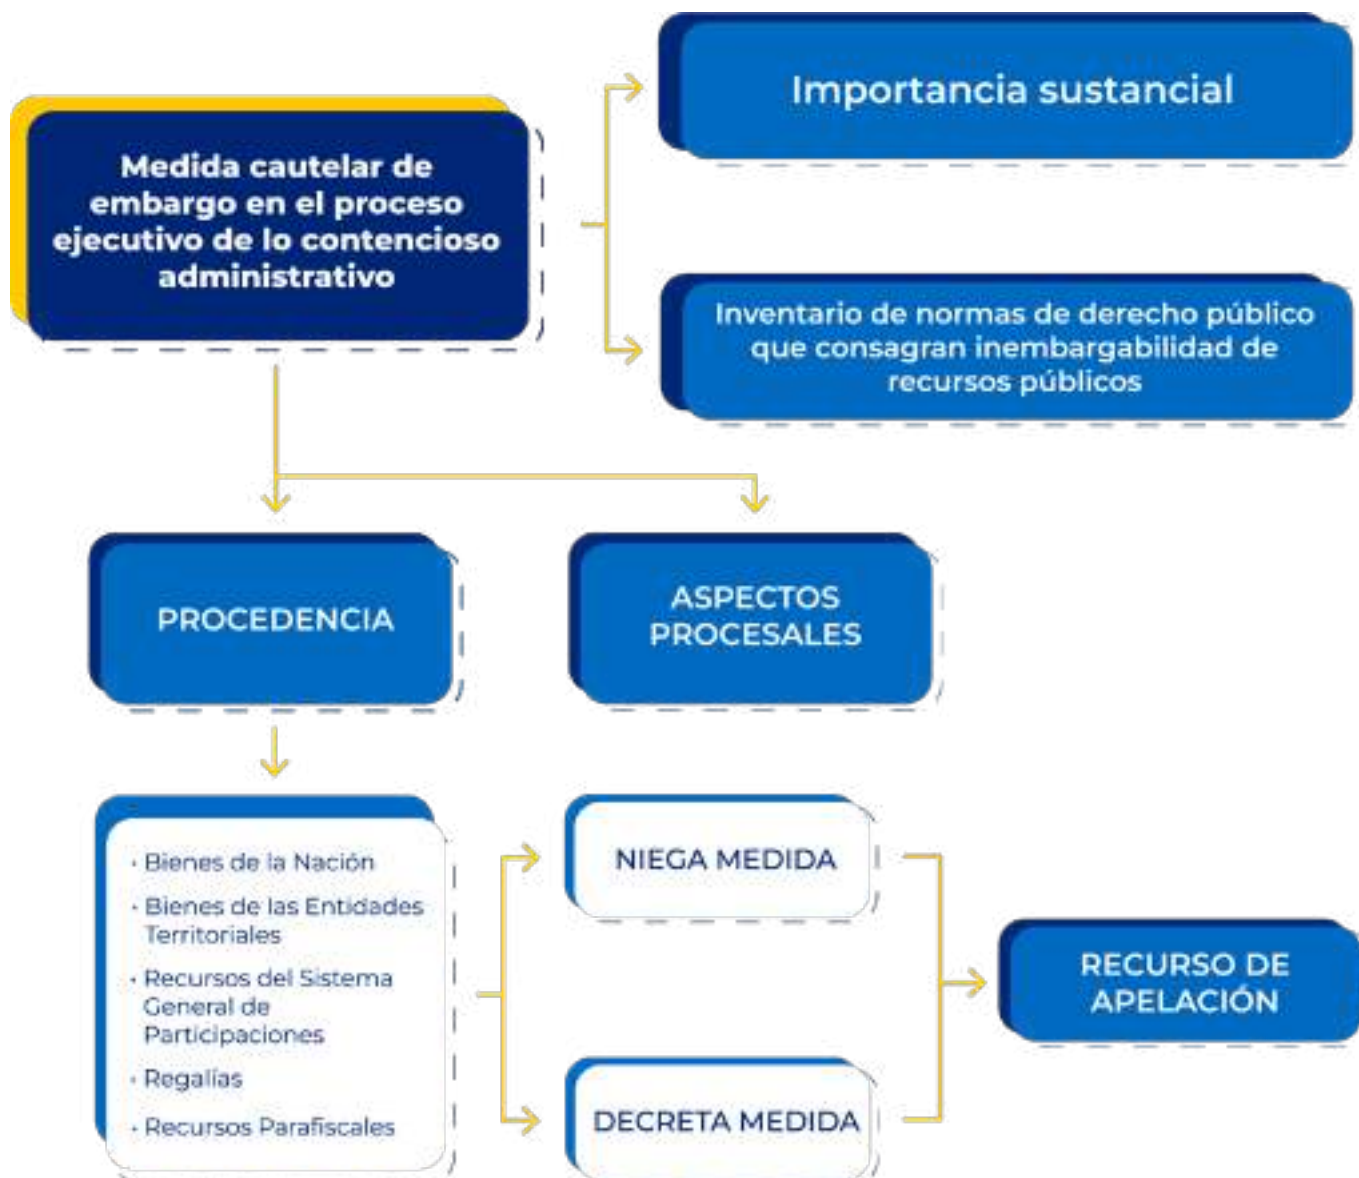 Medida cautelar de
embargo en el proceso
ejecutivo de lo contencioso
administrativo
Importancia sustancial
Inventario de normas de derecho público
que consagran inembargabilidad de
recursos públicos
PROCEDENCIA
ASPECTOS
PROCESALES
· Bienes de la Nación
· Bienes de las Entidades
Territoriales
· Recursos del Sistema
General de
Participaciones
· Regalías
· Recursos Parafiscales
NIEGA MEDIDA
DECRETA MEDIDA
RECURSO DE
APELACIÓN